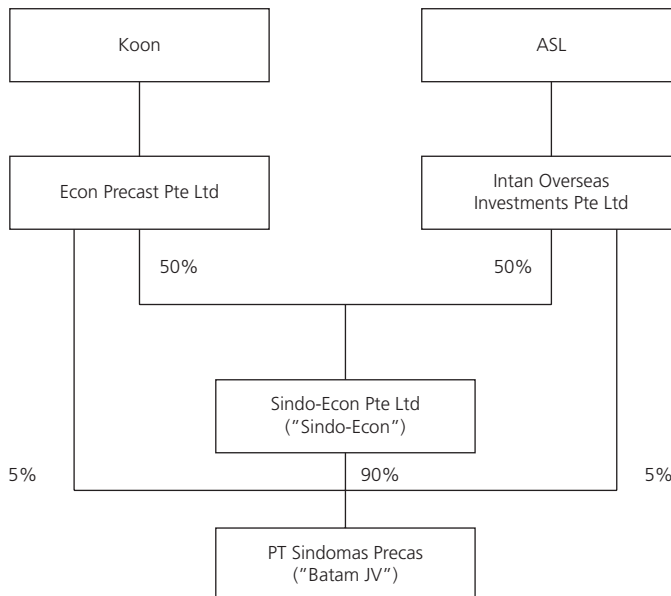 Koon
ASL
Econ Precast Pte Ltd
Intan Overseas
Investments Pte Ltd
50%
50%
Sindo-Econ Pte Ltd
(”Sindo-Econ”)
5%
90%
5%
PT Sindomas Precas
(”Batam JV”)